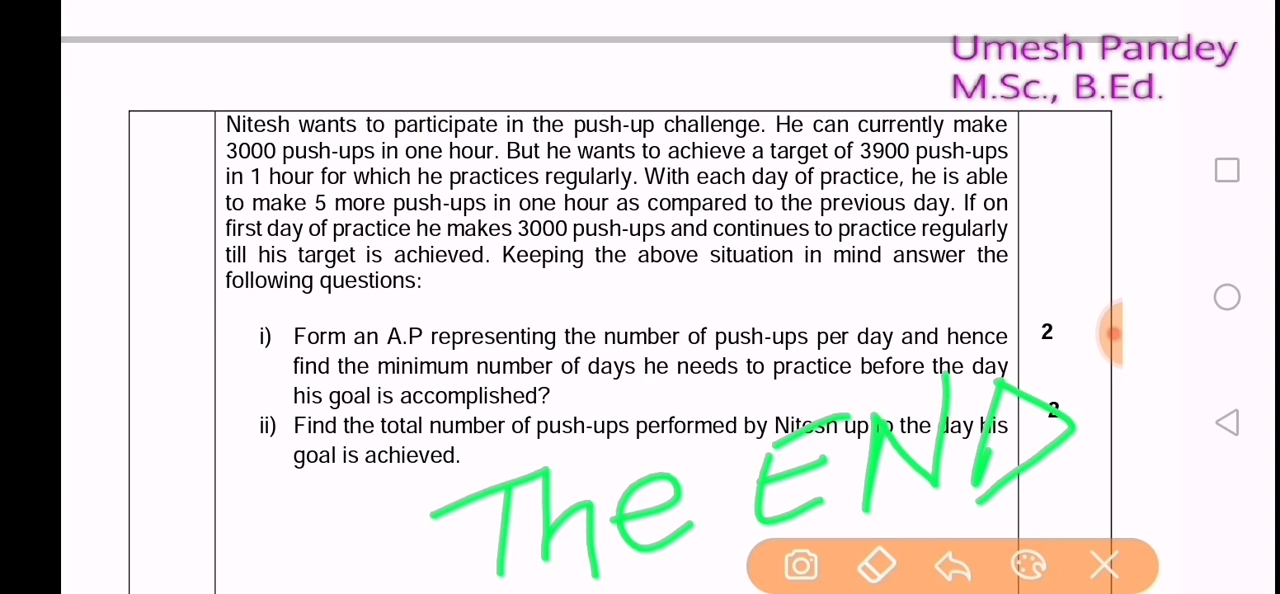 Umesh Pandey
M.Sc., B.Ed.
Nitesh wants to participate in the push-up challenge. He can currently make
3000 push-ups in one hour. But he wants to achieve a target of 3900 push-ups
in 1 hour for which he practices regularly. With each day of practice, he is able
to make 5 more push-ups in one hour as compared to the previous day. If on
first day of practice he makes 3000 push-ups and continues to practice regularly
till his target is achieved. Keeping the above situation in mind answer the
following questions:
i) Form an A.P representing the number of push-ups per day and hence 2
find the minimum number of days he needs to practice before the day
his goal is accomplished?
2
ii) Find the total number of push-ups performed by Nitesh up to the day his
goal is achieved.
The END